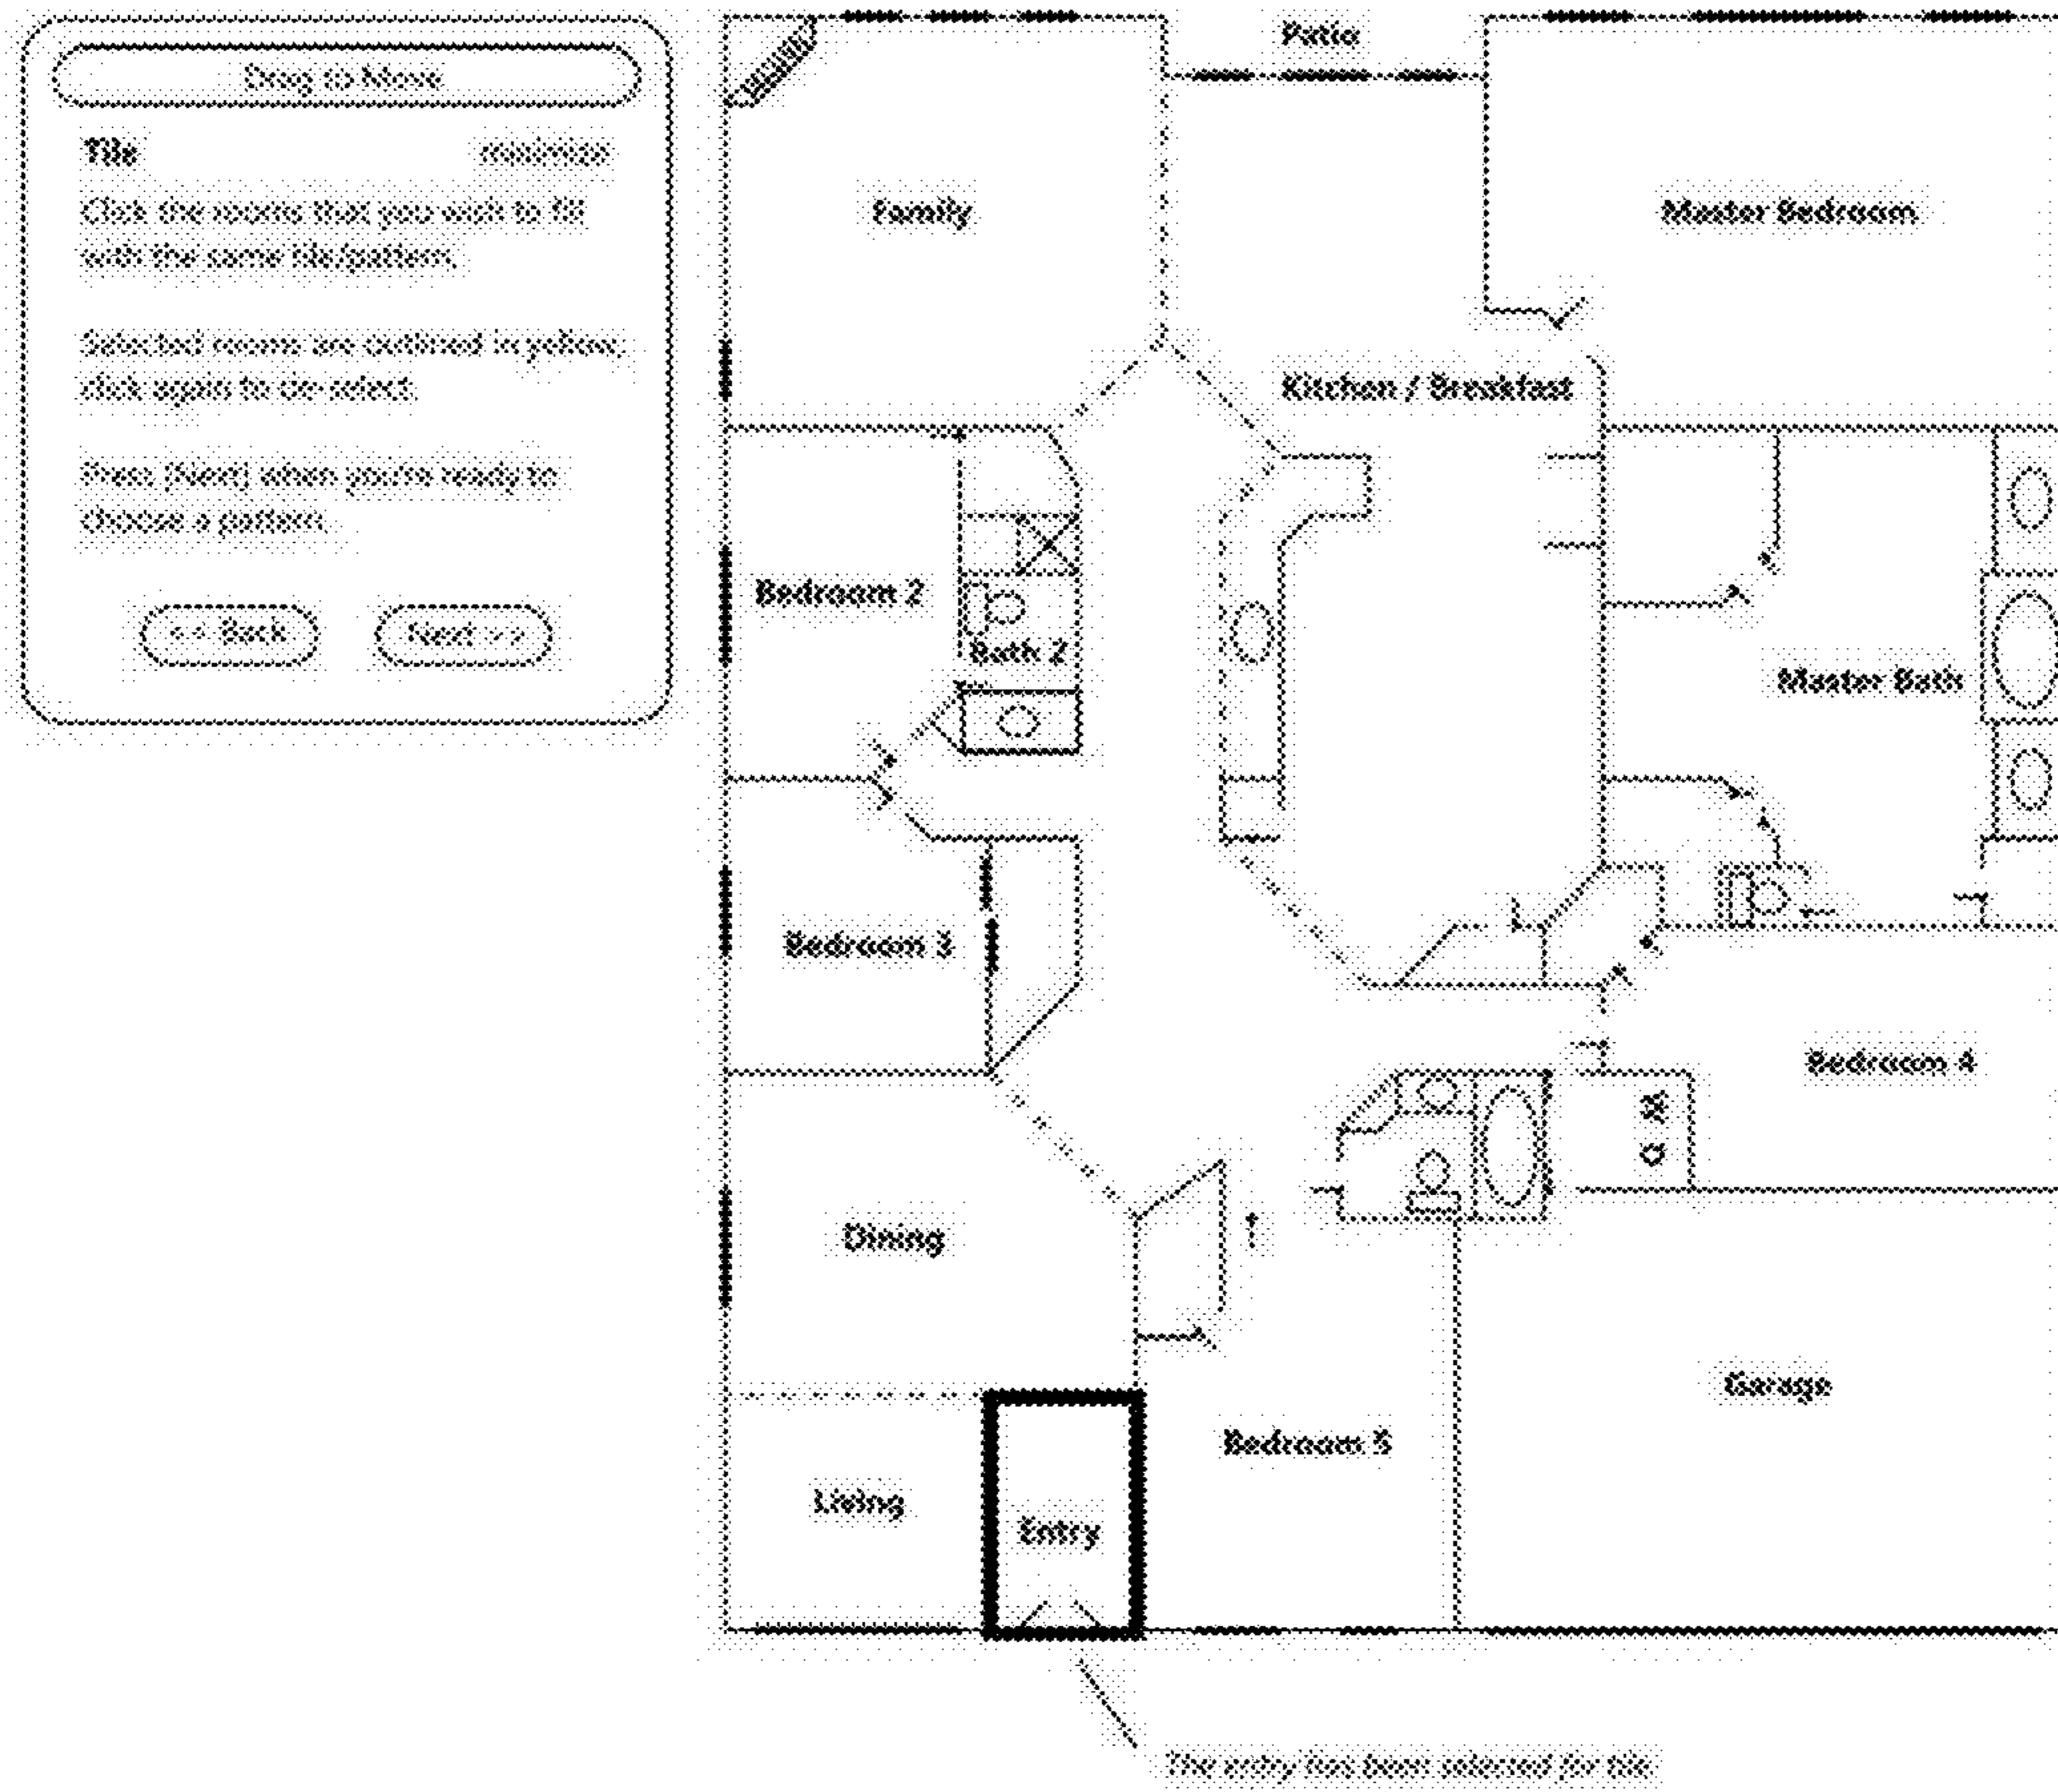 Drag to Move
Tile minimize
Click the rooms that you wish to fill
with the same tile/pattern.
Selected rooms are outlined in yellow,
click again to de-select.
Press [Next] when you're ready to
choose a pattern.
<< Back Next >>
Patio
Family
Master Bedroom
Kitchen / Breakfast
Bedroom 2
Bath 2
Master Bath
Bedroom 3
Bedroom 4
W
D
Dining
Garage
Bedroom 5
Living
Entry
The entry has been selected for tile